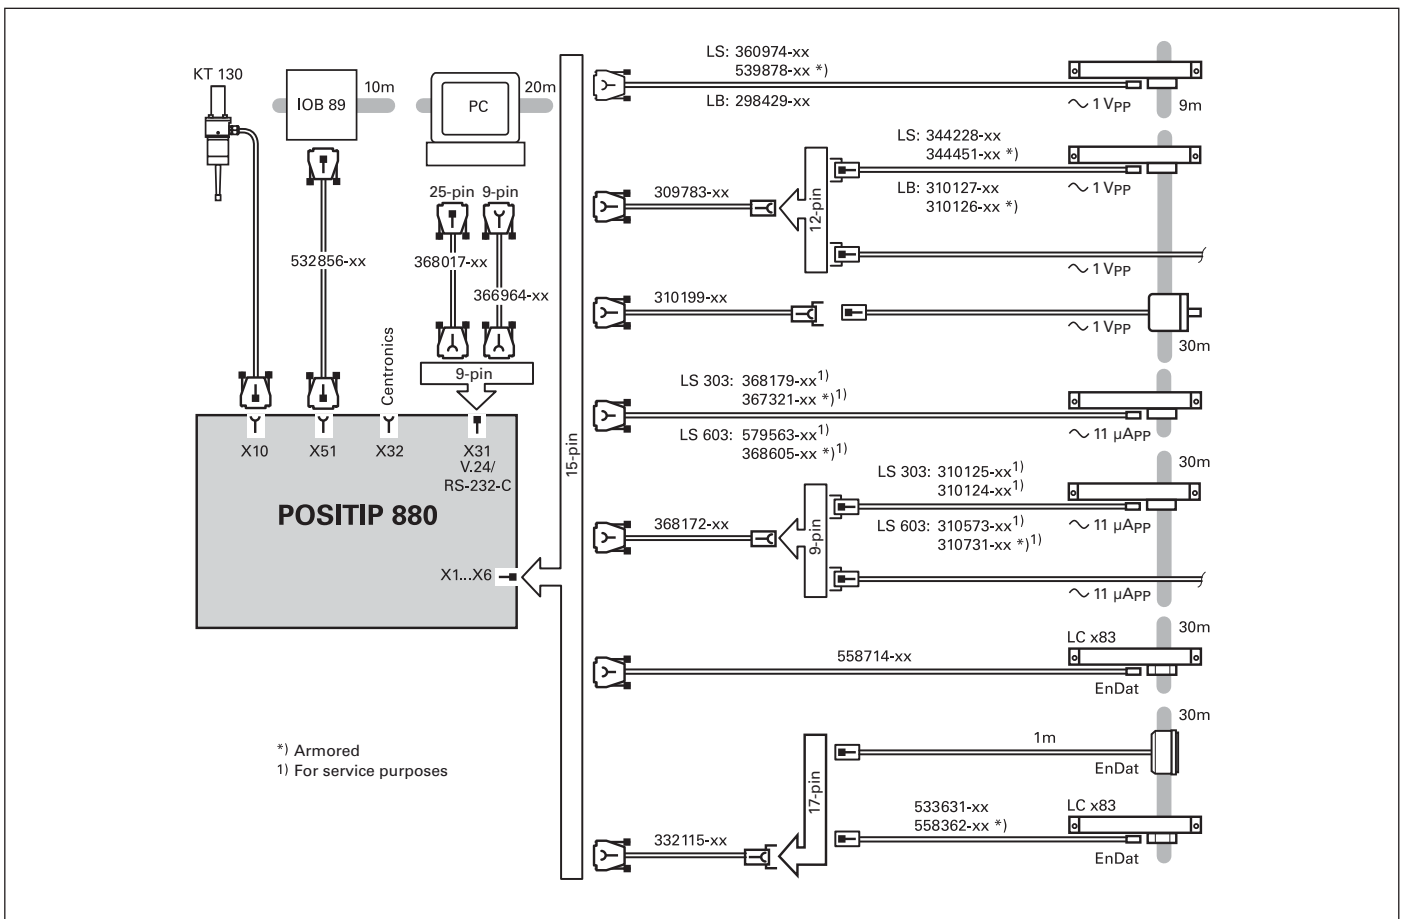 KT 130
IOB 89
10m
PC
20m
25-pin 9-pin
532856-xx
368017-xx
366964-xx
Centronics
9-pin
X10
X51
X32
X31
V.24/
RS-232-C
POSITIP 880
X1...X6
*) Armored
1) For service purposes
15-pin
LS: 360974-xx
539878-xx *)
LB: 298429-xx
~ 1 VPP
9m
309783-xx
12-pin
LS: 344228-xx
344451-xx *)
LB: 310127-xx
310126-xx *)
~ 1 VPP
~ 1 VPP
310199-xx
~ 1 VPP
30m
LS 303: 368179-xx1)
367321-xx *)1)
LS 603: 579563-xx1)
368605-xx *)1)
~ 11 µAPP
30m
368172-xx
9-pin
LS 303: 310125-xx1)
310124-xx1)
LS 603: 310573-xx1)
310731-xx *)1)
~ 11 µAPP
~ 11 µAPP
30m
LC x83
558714-xx
EnDat
30m
1m
EnDat
17-pin
332115-xx
533631-xx
558362-xx *)
LC x83
EnDat